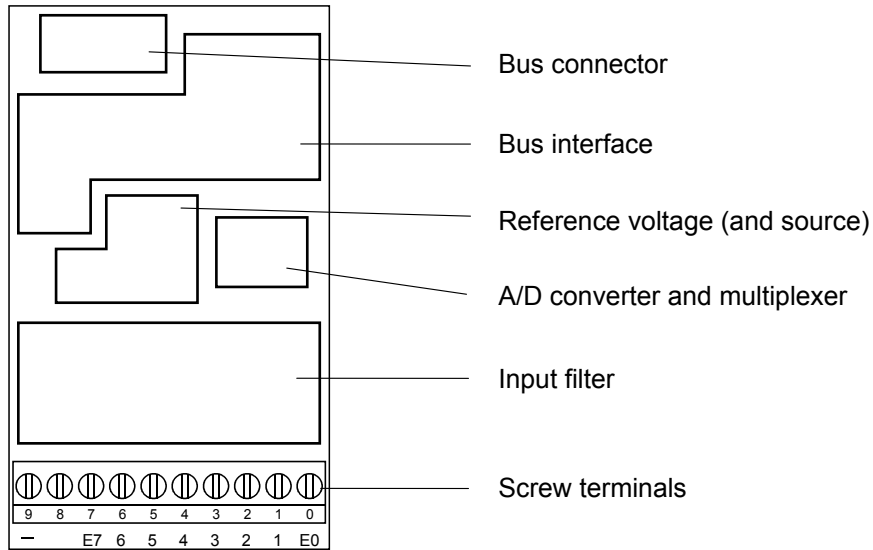 Bus connector
Bus interface
Reference voltage (and source)
A/D converter and multiplexer
Input filter
Screw terminals
9 8 7 6 5 4 3 2 1 0
– E7 6 5 4 3 2 1 E0